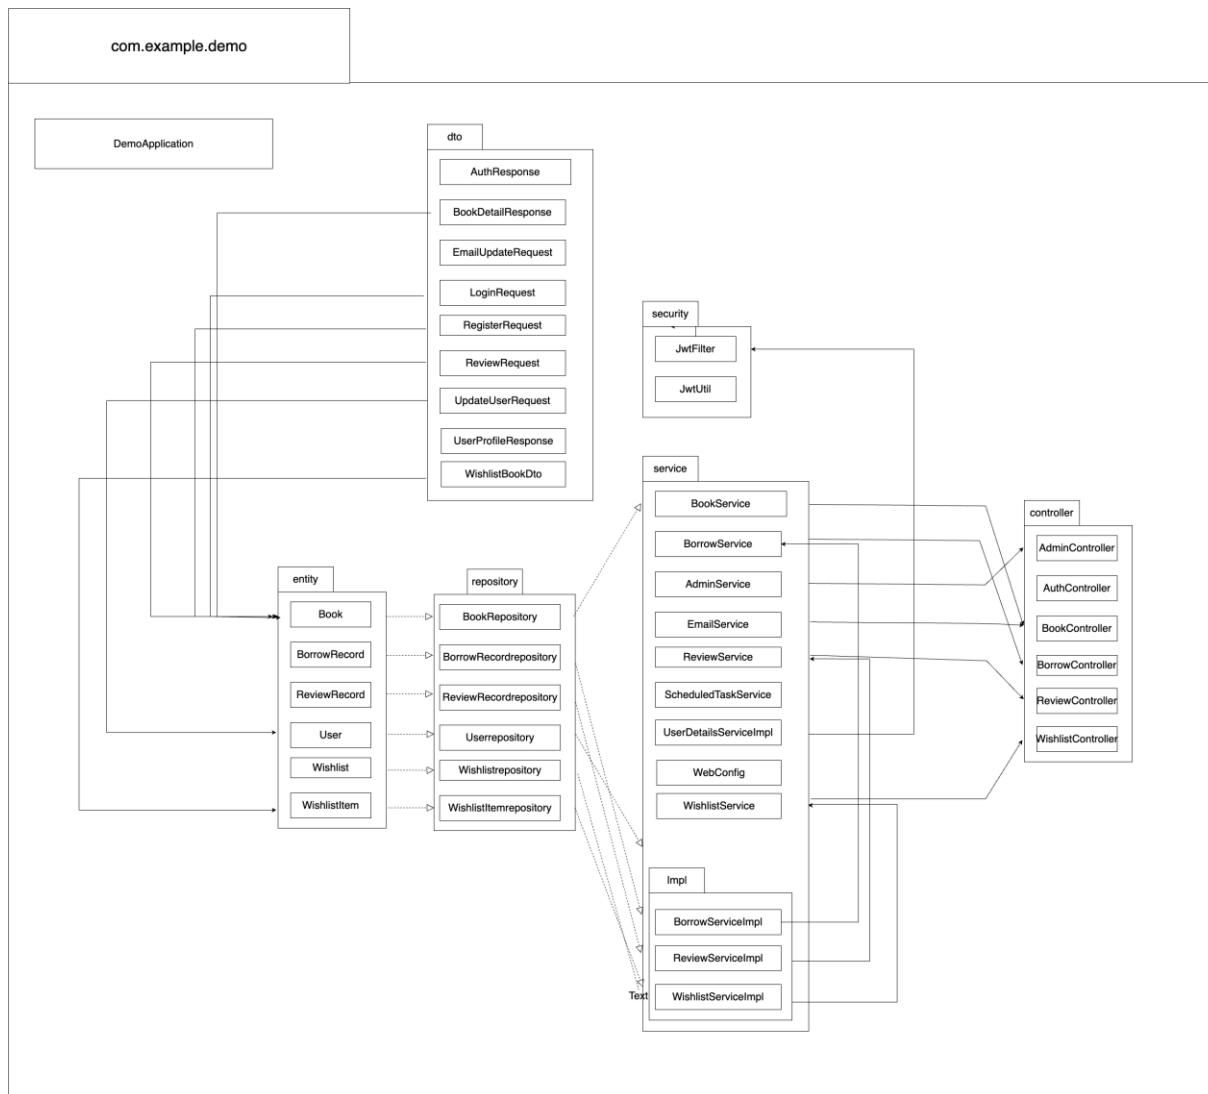 com.example.demo
DemoApplication
dto
AuthResponse
BookDetailResponse
EmailUpdateRequest
LoginRequest
RegisterRequest
ReviewRequest
UpdateUserRequest
UserProfileResponse
WishlistBookDto
security
JwtFilter
JwtUtil
entity
Book
BorrowRecord
ReviewRecord
User
Wishlist
WishlistItem
repository
BookRepository
BorrowRecordrepository
ReviewRecordrepository
Userrepository
Wishlistrepository
WishlistItemrepository
service
BookService
BorrowService
AdminService
EmailService
ReviewService
ScheduledTaskService
UserDetailsServiceImpl
WebConfig
WishlistService
Impl
BorrowServiceImpl
ReviewServiceImpl
Text
WishlistServiceImpl
controller
AdminController
AuthController
BookController
BorrowController
ReviewController
WishlistController